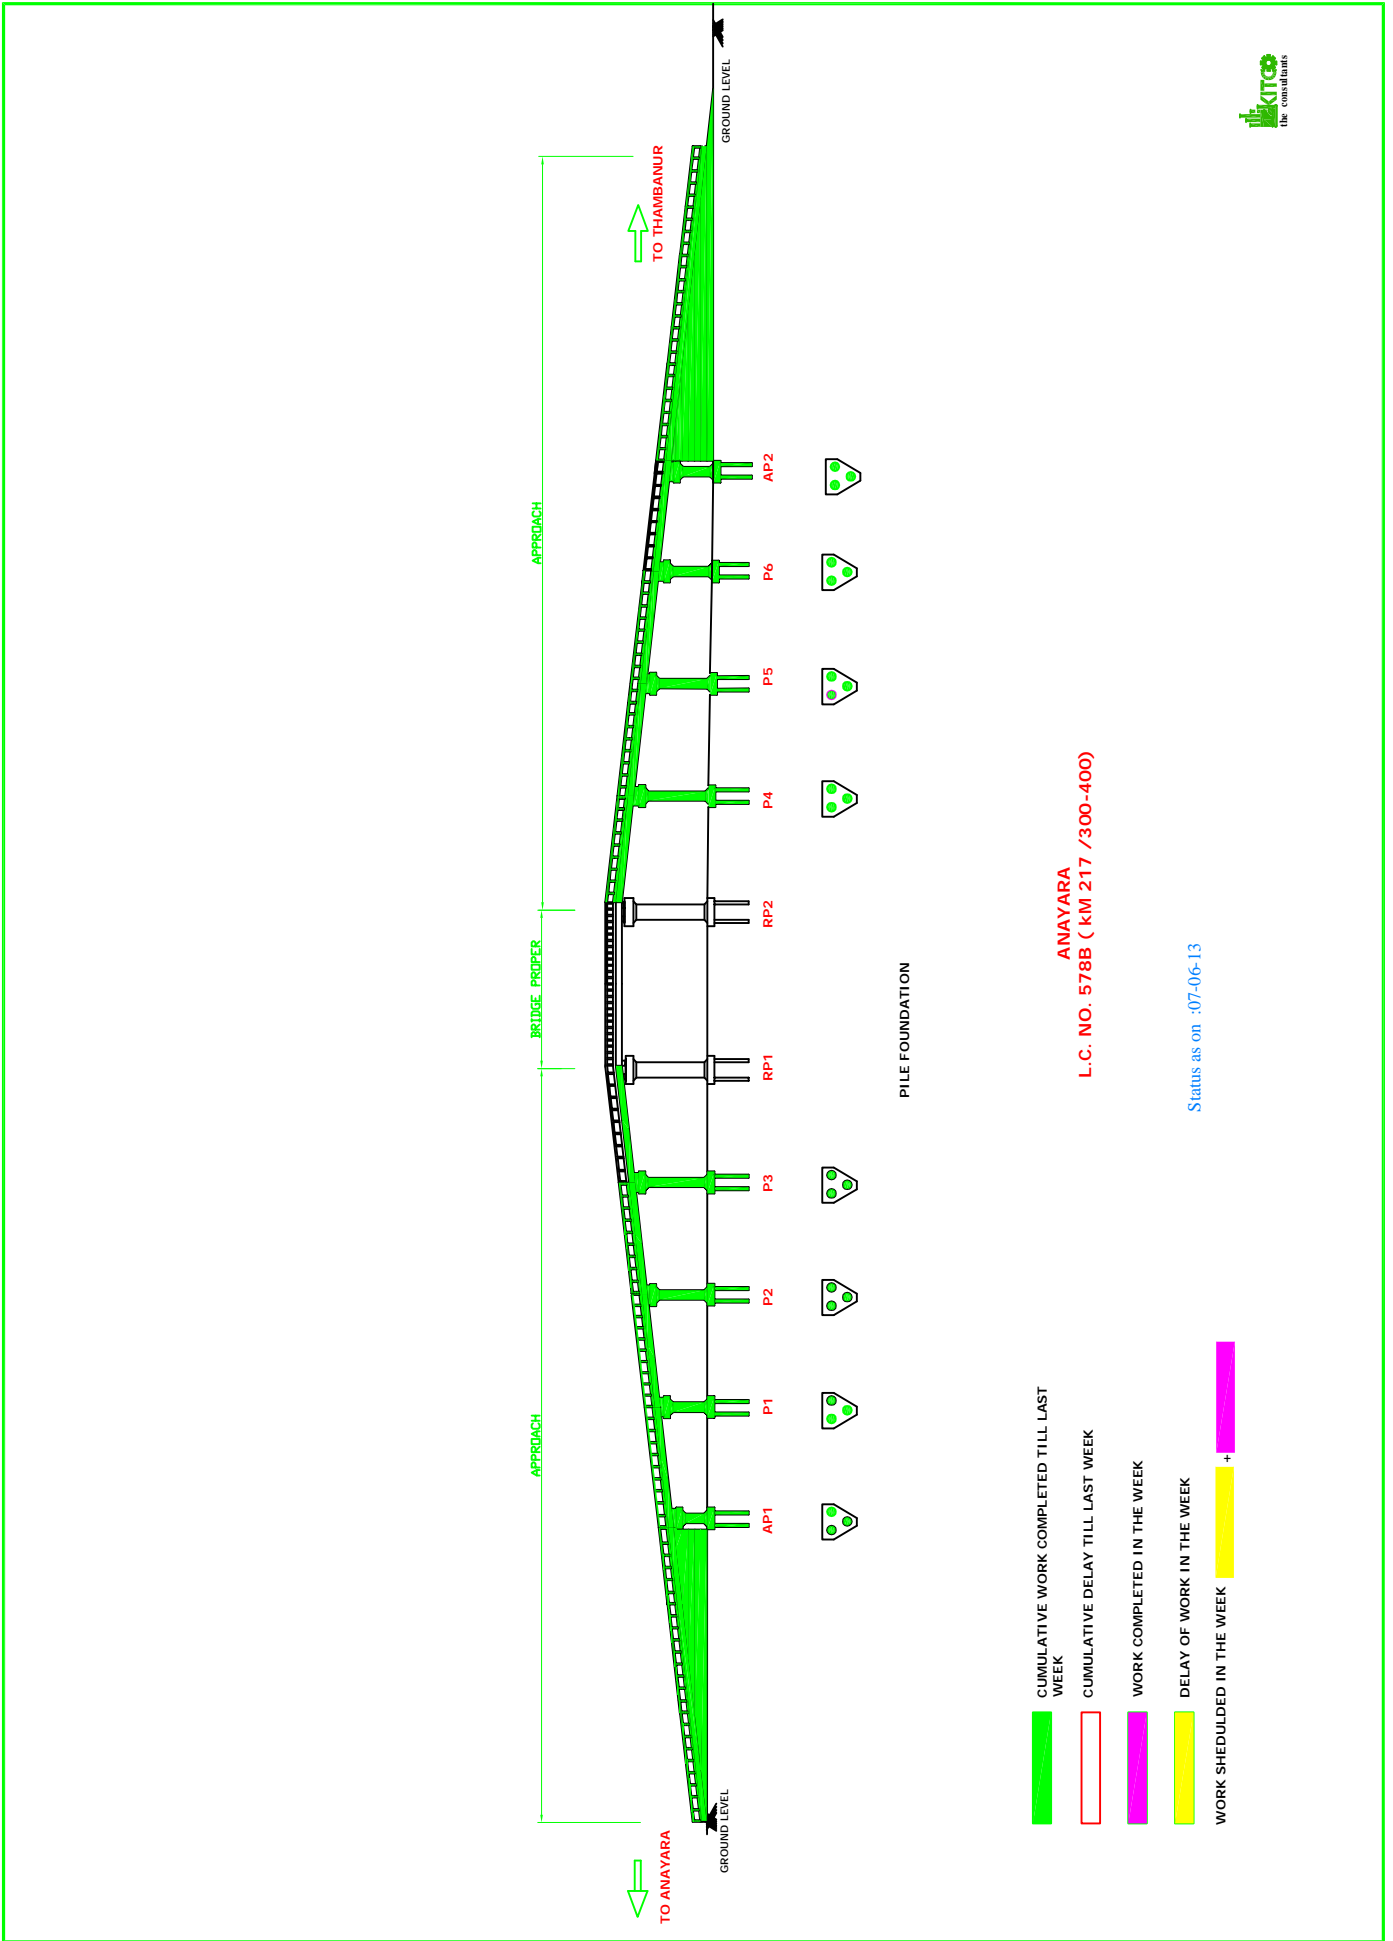 KITCO
the consultants
APPROACH
BRIDGE PROPER
APPROACH
TO ANAYARA
TO THAMBANUR
GROUND LEVEL
GROUND LEVEL
AP1
P1
P2
P3
RP1
RP2
P4
P5
P6
AP2
PILE FOUNDATION
ANAYARA
L.C. NO. 578B ( kM 217 /300-400)
Status as on :07-06-13
CUMULATIVE WORK COMPLETED TILL LAST
WEEK
CUMULATIVE DELAY TILL LAST WEEK
WORK COMPLETED IN THE WEEK
DELAY OF WORK IN THE WEEK
WORK SHEDULDED IN THE WEEK
+